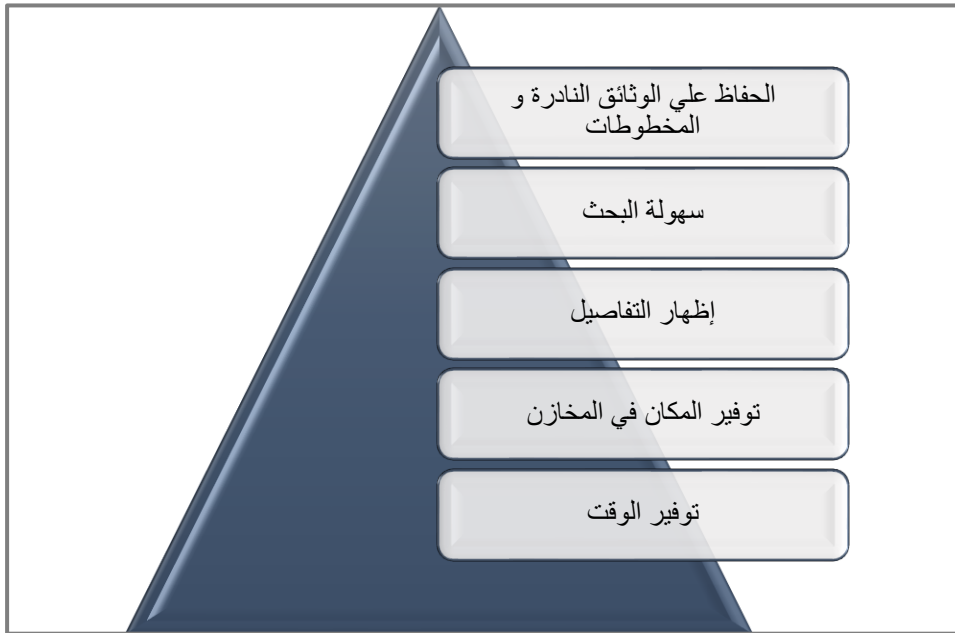 الحفاظ علي الوثائق النادرة و
المخطوطات
سهولة البحث
إظهار التفاصيل
توفير المكان في المخازن
توفير الوقت